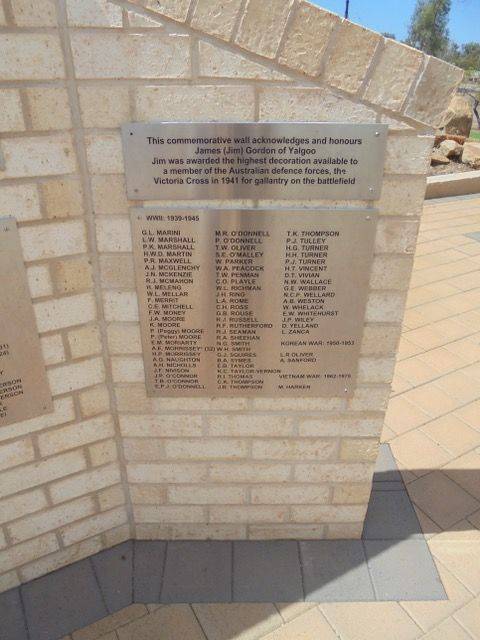 This commemorative wall acknowledges and honours
James (Jim) Gordon of Yalgoo
Jim was awarded the highest decoration available to
a member of the Australian defence forces, the
Victoria Cross in 1941 for gallantry on the battlefield
WWII: 1939-1945
G.L. MARINI
L.W. MARSHALL
P.K. MARSHALL
H.W.D. MARTIN
P.R. MAXWELL
A.J. MCGLENCHY
J.N. MCKENZIE
R.J. MCMAHON
R. MELENG
W.L. MELLAR
F. MERRIT
C.E. MITCHELL
F.W. MONEY
J.A. MOORE
K. MOORE
P. (Peggy) MOORE
P. (Peter) MOORE
E.M. MORIARTY
A.K. MORRISSEY* (32)
H.P. MORRISSEY
A.G. NAUGHTON
A.H. NICHOLLS
J.F. NIVISON
J.P. O'CONNOR
T.B. O'CONNOR
E.P.J. O'DONNELL
M.R. O'DONNELL
P. O'DONNELL
T.W. OLIVER
S.E. O'MALLEY
W. PARKER
W.A. PEACOCK
T.W. PENMAN
C.O. PLAYLE
W.L. RICHMAN
J.H. RING
L.A. ROME
D.H. ROSS
G.B. ROUSE
H.J. RUSSELL
R.F. RUTHERFORD
R.J. SEAMAN
R.A. SHEEHAN
N.G. SMITH
W.H. SMITH
G.J. SQUIRES
B.A. SYMES
E.B. TAYLOR
K.C. TAYLOR-VERNON
R.I. THOMAS
C.K. THOMPSON
J.B. THOMPSON
T.K. THOMPSON
P.J. TULLEY
H.G. TURNER
H.H. TURNER
P.J. TURNER
H.T. VINCENT
D.T. VIVIAN
N.W. WALLACE
G.E. WEBBER
N.C.P. WELLARD
A.B. WESTON
W. WHELACK
E.W. WHITEHURST
J.P. WILEY
D. YELLAND
L. ZANCA
KOREAN WAR: 1950-1953
L.R OLIVER
A. SANFORD
VIETNAM WAR: 1962-1975
M. HARKEN